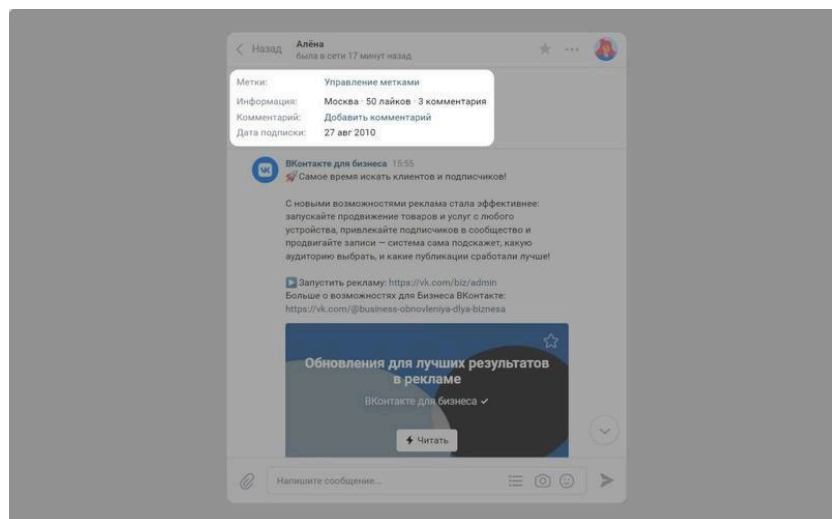 Назад
Алёна
была в сети 17 минут назад
Метки: Управление метками
Информация: Москва · 50 лайков · 3 комментария
Комментарий: Добавить комментарий
Дата подписки: 27 авг 2010
ВКонтакте для бизнеса 15:55
🚀 Самое время искать клиентов и подписчиков!
С новыми возможностями реклама стала эффективнее:
запускайте продвижение товаров и услуг с любого
устройства, привлекайте подписчиков в сообщество и
продвигайте записи — система сама подскажет, какую
аудиторию выбрать, и какие публикации сработали лучше!
▶ Запустить рекламу: https://vk.com/biz/admin
Больше о возможностях для Бизнеса ВКонтакте:
https://vk.com/@business-obnovleniya-dlya-biznesa
Обновления для лучших результатов
в рекламе
ВКонтакте для бизнеса ✓
Читать
Напишите сообщение...